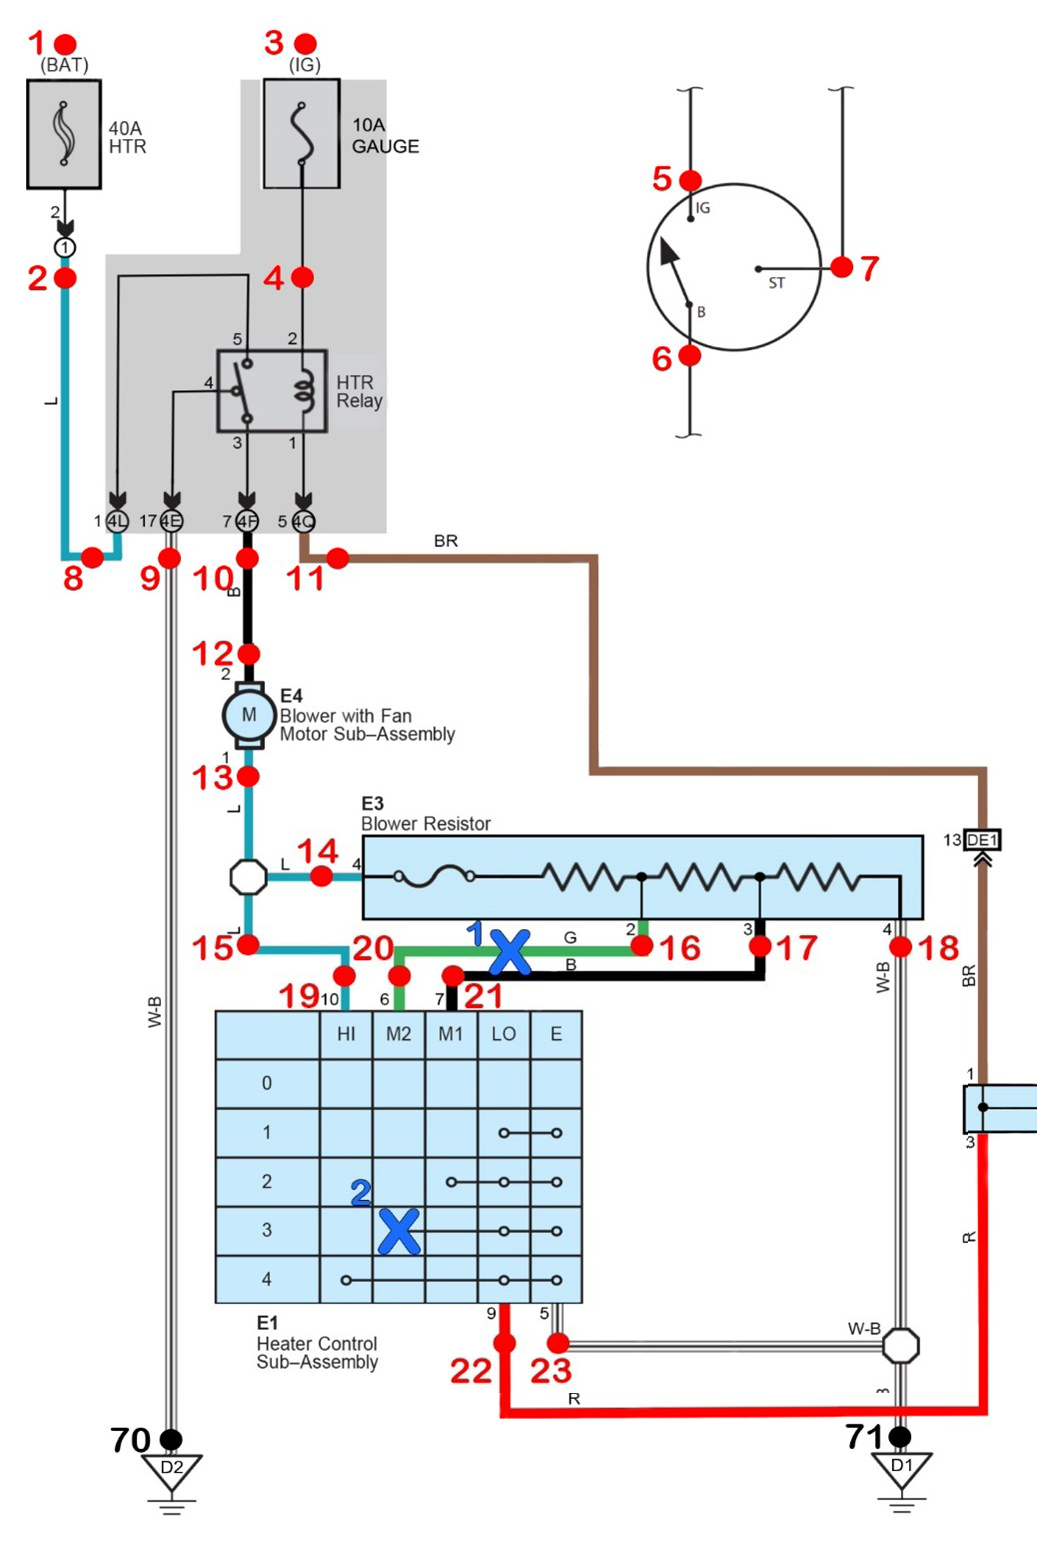 1
(BAT)
3
(IG)
40A
HTR
10A
GAUGE
2
1
2
4
5
IG
ST
7
B
6
5
2
4
HTR
Relay
3
1
L
1 4L
17 4E
7 4F
5 4Q
BR
8
9
10
11
B
12
2
M
E4
Blower with Fan
Motor Sub–Assembly
1
13
L
E3
Blower Resistor
13 DE1
L
14
4
L
15
20
1
G
B
2
16
3
17
4
18
W-B
BR
19
10
6
7
21
W-B
HI M2 M1 LO E
0
1
2
2
3
4
1
3
R
E1
Heater Control
Sub–Assembly
9
5
22
23
W-B
R
70
D2
71
D1